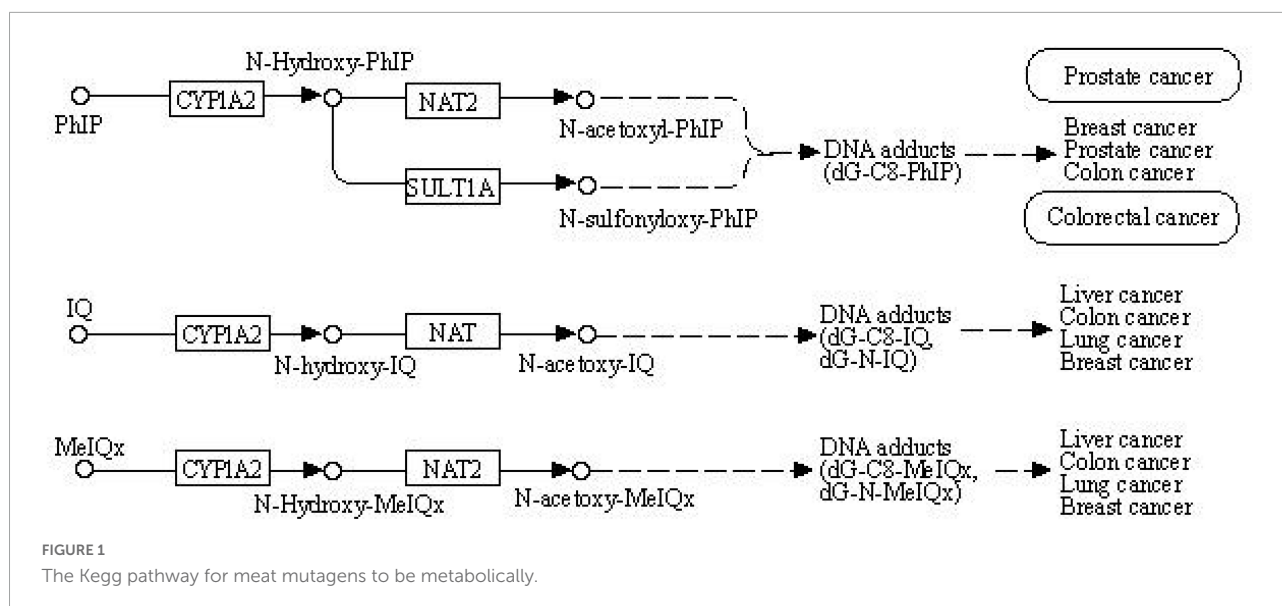 N-Hydroxy-PhIP
PhIP
CYP1A2
NAT2
N-acetoxyl-PhIP
SULT1A
N-sulfonyloxy-PhIP
DNA adducts
(dG-C8-PhIP)
Prostate cancer
Breast cancer
Prostate cancer
Colon cancer
Colorectal cancer
IQ
CYP1A2
N-hydroxy-IQ
NAT
N-acetoxy-IQ
DNA adducts
(dG-C8-IQ,
dG-N-IQ)
Liver cancer
Colon cancer
Lung cancer
Breast cancer
MeIQx
CYP1A2
N-Hydroxy-MeIQx
NAT2
N-acetoxy-MeIQx
DNA adducts
(dG-C8-MeIQx,
dG-N-MeIQx)
Liver cancer
Colon cancer
Lung cancer
Breast cancer
FIGURE 1
The Kegg pathway for meat mutagens to be metabolically.